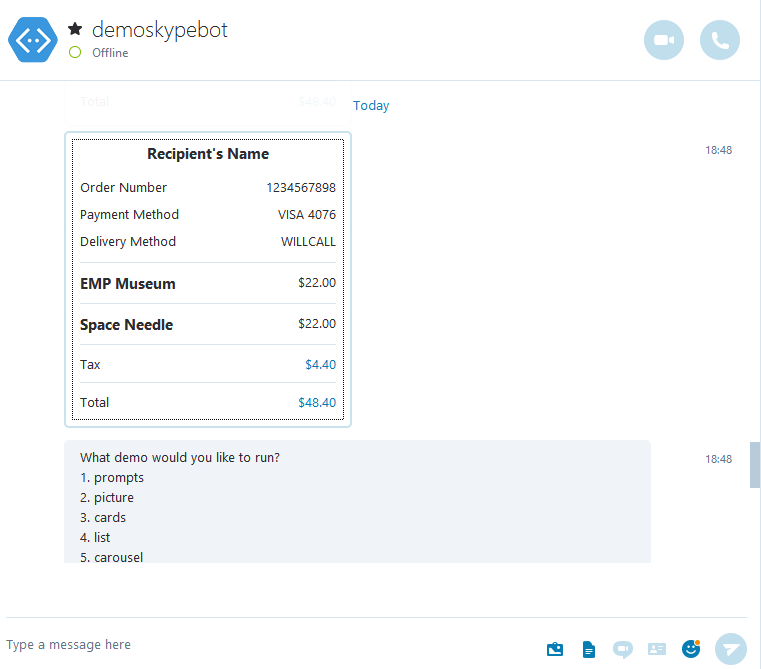 demoskypebot
Offline
Total $48.40
Today
Recipient's Name
18:48
Order Number 1234567898
Payment Method VISA 4076
Delivery Method WILLCALL
EMP Museum $22.00
Space Needle $22.00
Tax $4.40
Total $48.40
What demo would you like to run?
18:48
1. prompts
2. picture
3. cards
4. list
5. carousel
Type a message here